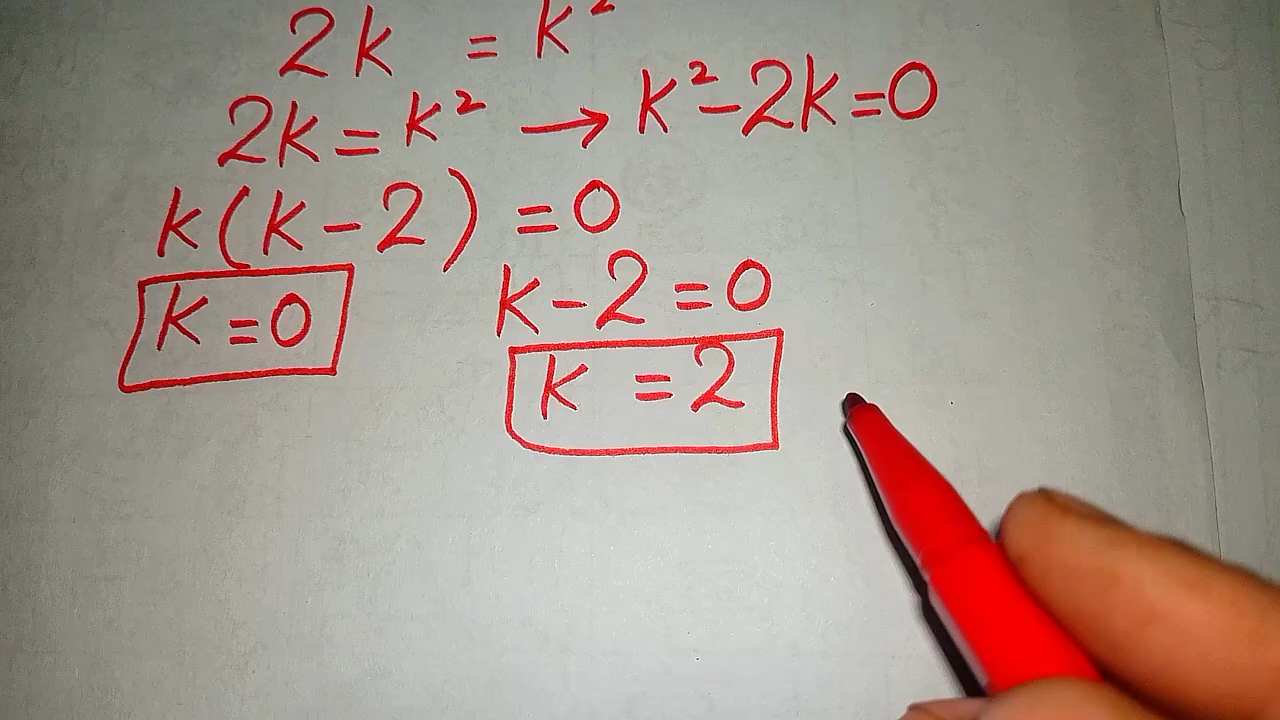 2k = k²
2k = k² → k² - 2k = 0
k(k - 2) = 0
k = 0
k - 2 = 0
k = 2